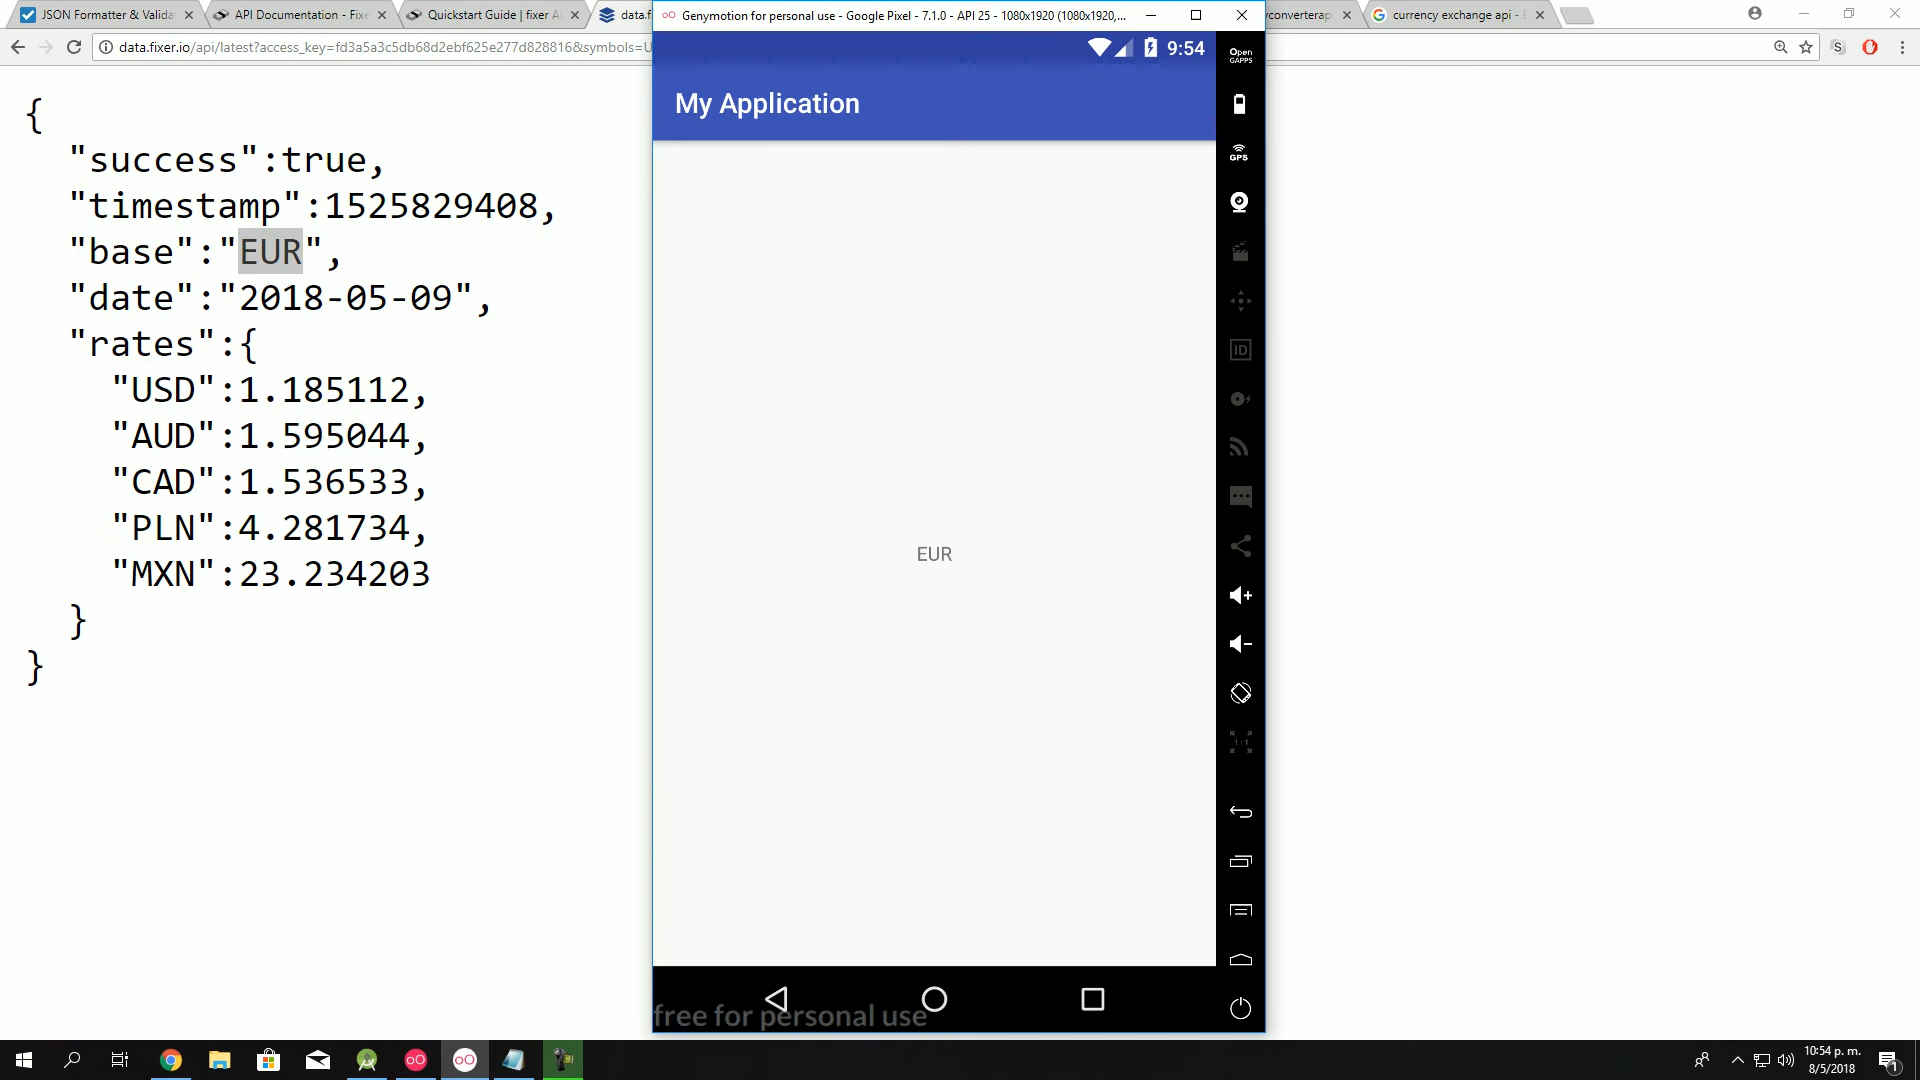 JSON Formatter & Valida
API Documentation - Fixe
Quickstart Guide | fixer A
data.f
Genymotion for personal use - Google Pixel - 7.1.0 - API 25 - 1080x1920 (1080x1920,...
yconverterap
currency exchange api - 
data.fixer.io/api/latest?access_key=fd3a5a3c5db68d2ebf625e277d828816&symbols=U
S
9:54
Open
GAPPS
My Application
GPS
ID
1:1
{
"success":true,
"timestamp":1525829408,
"base":"EUR",
"date":"2018-05-09",
"rates":{
"USD":1.185112,
"AUD":1.595044,
"CAD":1.536533,
"PLN":4.281734,
"MXN":23.234203
}
}
EUR
free for personal use
10:54 p. m.
8/5/2018
1